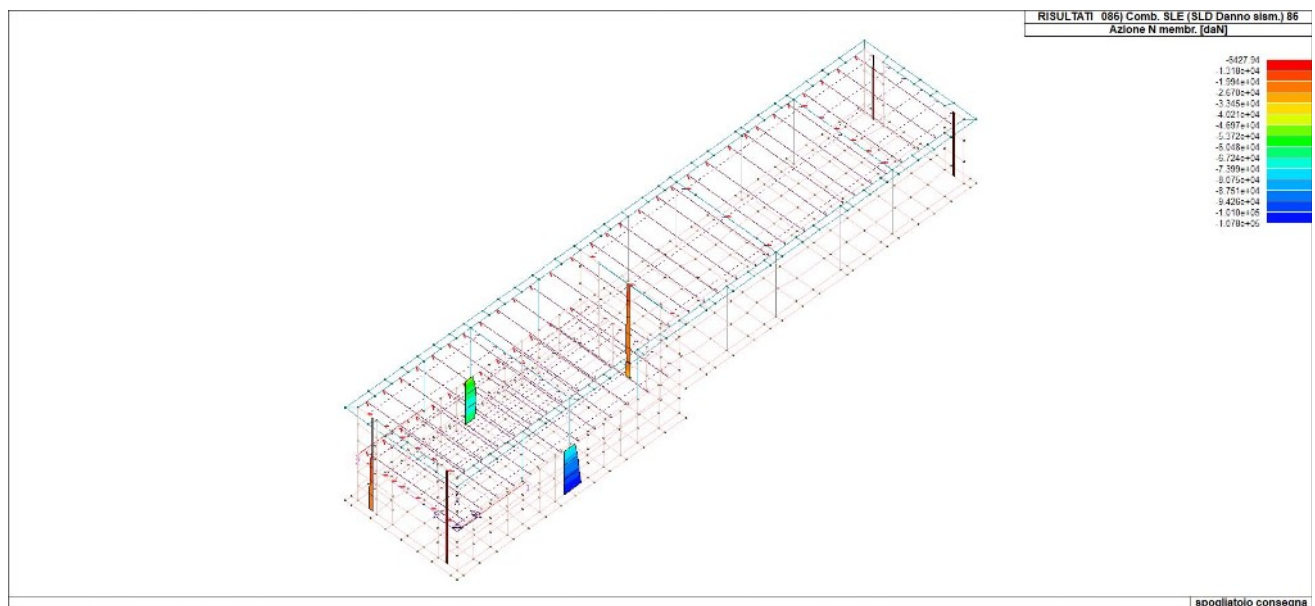 RISULTATI 086) Comb. SLE (SLD Danno sism.) 86
Azione N membr. [daN]
-6427.94
-1.318e+04
-1.994e+04
-2.670e+04
-3.345e+04
-4.021e+04
-4.697e+04
-5.372e+04
-6.048e+04
-6.724e+04
-7.399e+04
-8.075e+04
-8.751e+04
-9.426e+04
-1.010e+05
-1.078e+05
spogliatoio consegna